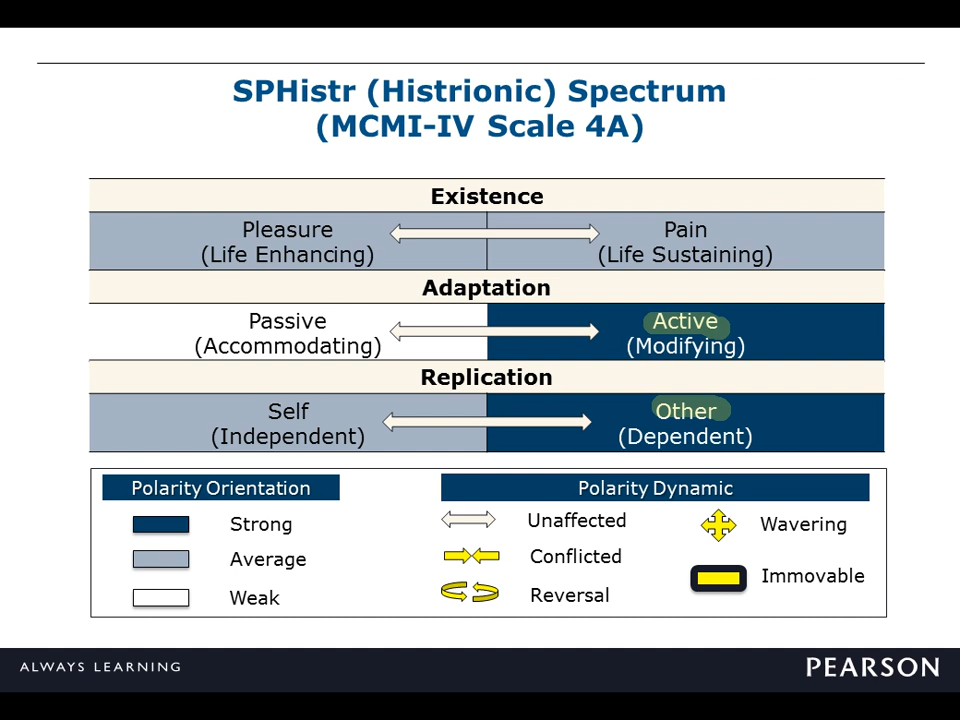 SPHistr (Histrionic) Spectrum
(MCMI-IV Scale 4A)
Existence
Pleasure
(Life Enhancing)
Pain
(Life Sustaining)
Adaptation
Passive
(Accommodating)
Active
(Modifying)
Replication
Self
(Independent)
Other
(Dependent)
Polarity Orientation
Strong
Average
Weak
Polarity Dynamic
Unaffected
Conflicted
Reversal
Wavering
Immovable
ALWAYS LEARNING
PEARSON